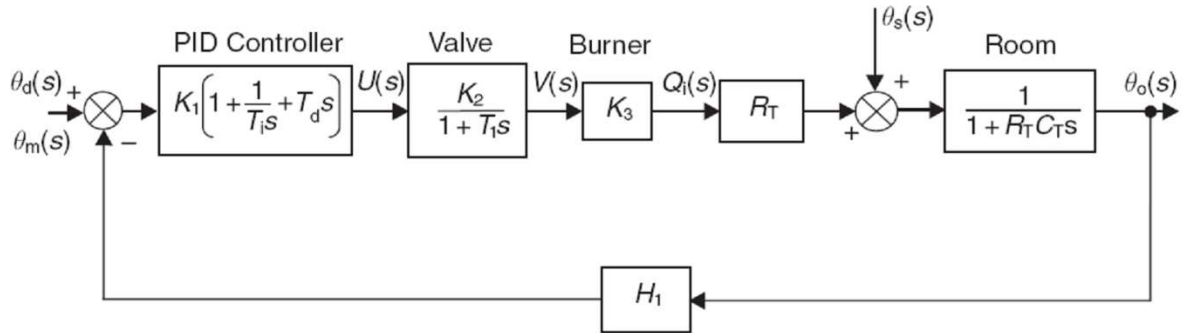 θs(s)
PID Controller Valve Burner Room
θd(s) + K1(1 + 1/Tis + Tds) U(s) K2/(1 + T1s) V(s) K3 Qi(s) RT + + 1/(1 + RTCTs) θo(s)
θm(s) −
H1